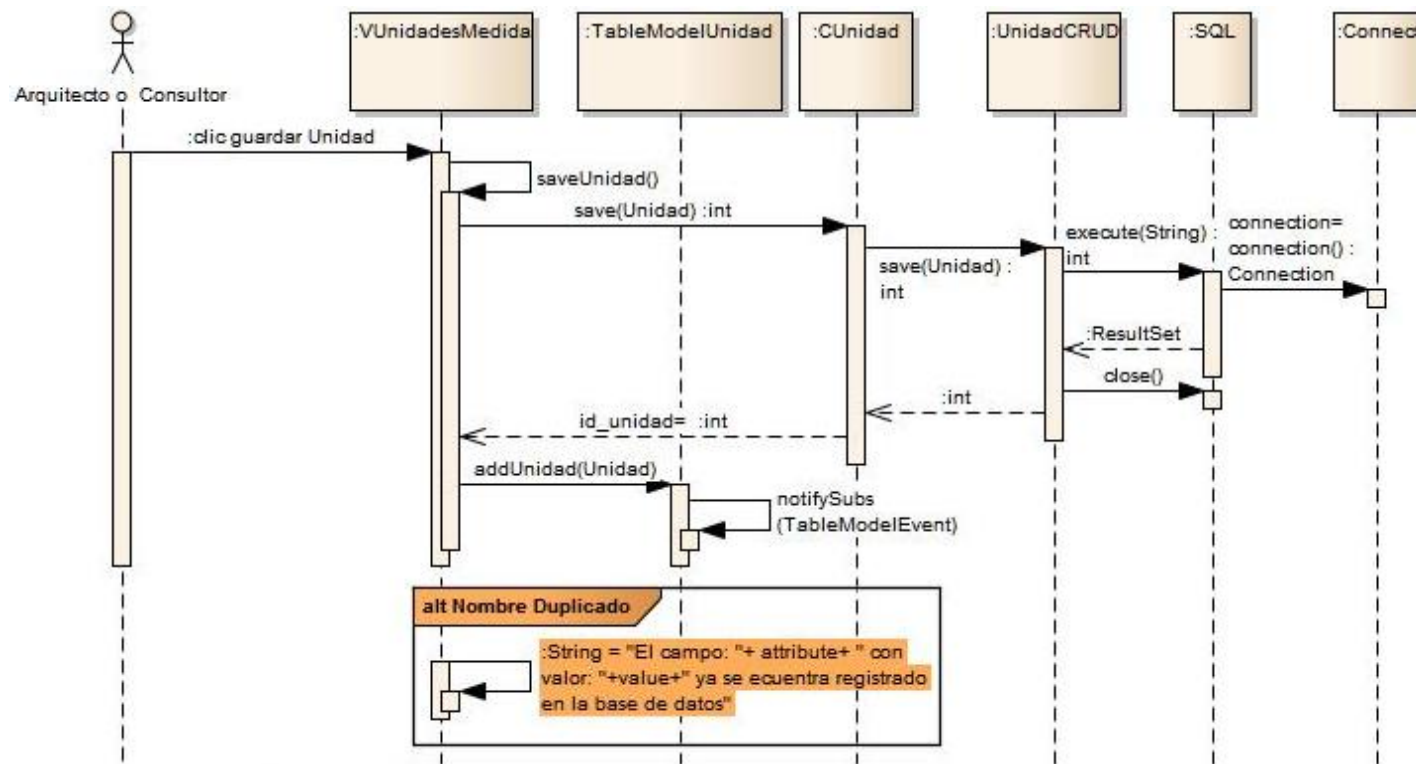 :VUnidadesMedida
:TableModelUnidad
:CUnidad
:UnidadCRUD
:SQL
:Connect
Arquitecto o Consultor
:clic guardar Unidad
saveUnidad()
save(Unidad) :int
save(Unidad) :
int
execute(String) :
int
connection=
connection() :
Connection
:ResultSet
close()
:int
id_unidad= :int
addUnidad(Unidad)
notifySubs
(TableModelEvent)
alt Nombre Duplicado
:String = "El campo: "+ attribute+ " con
valor: "+value+" ya se ecuentra registrado
en la base de datos"